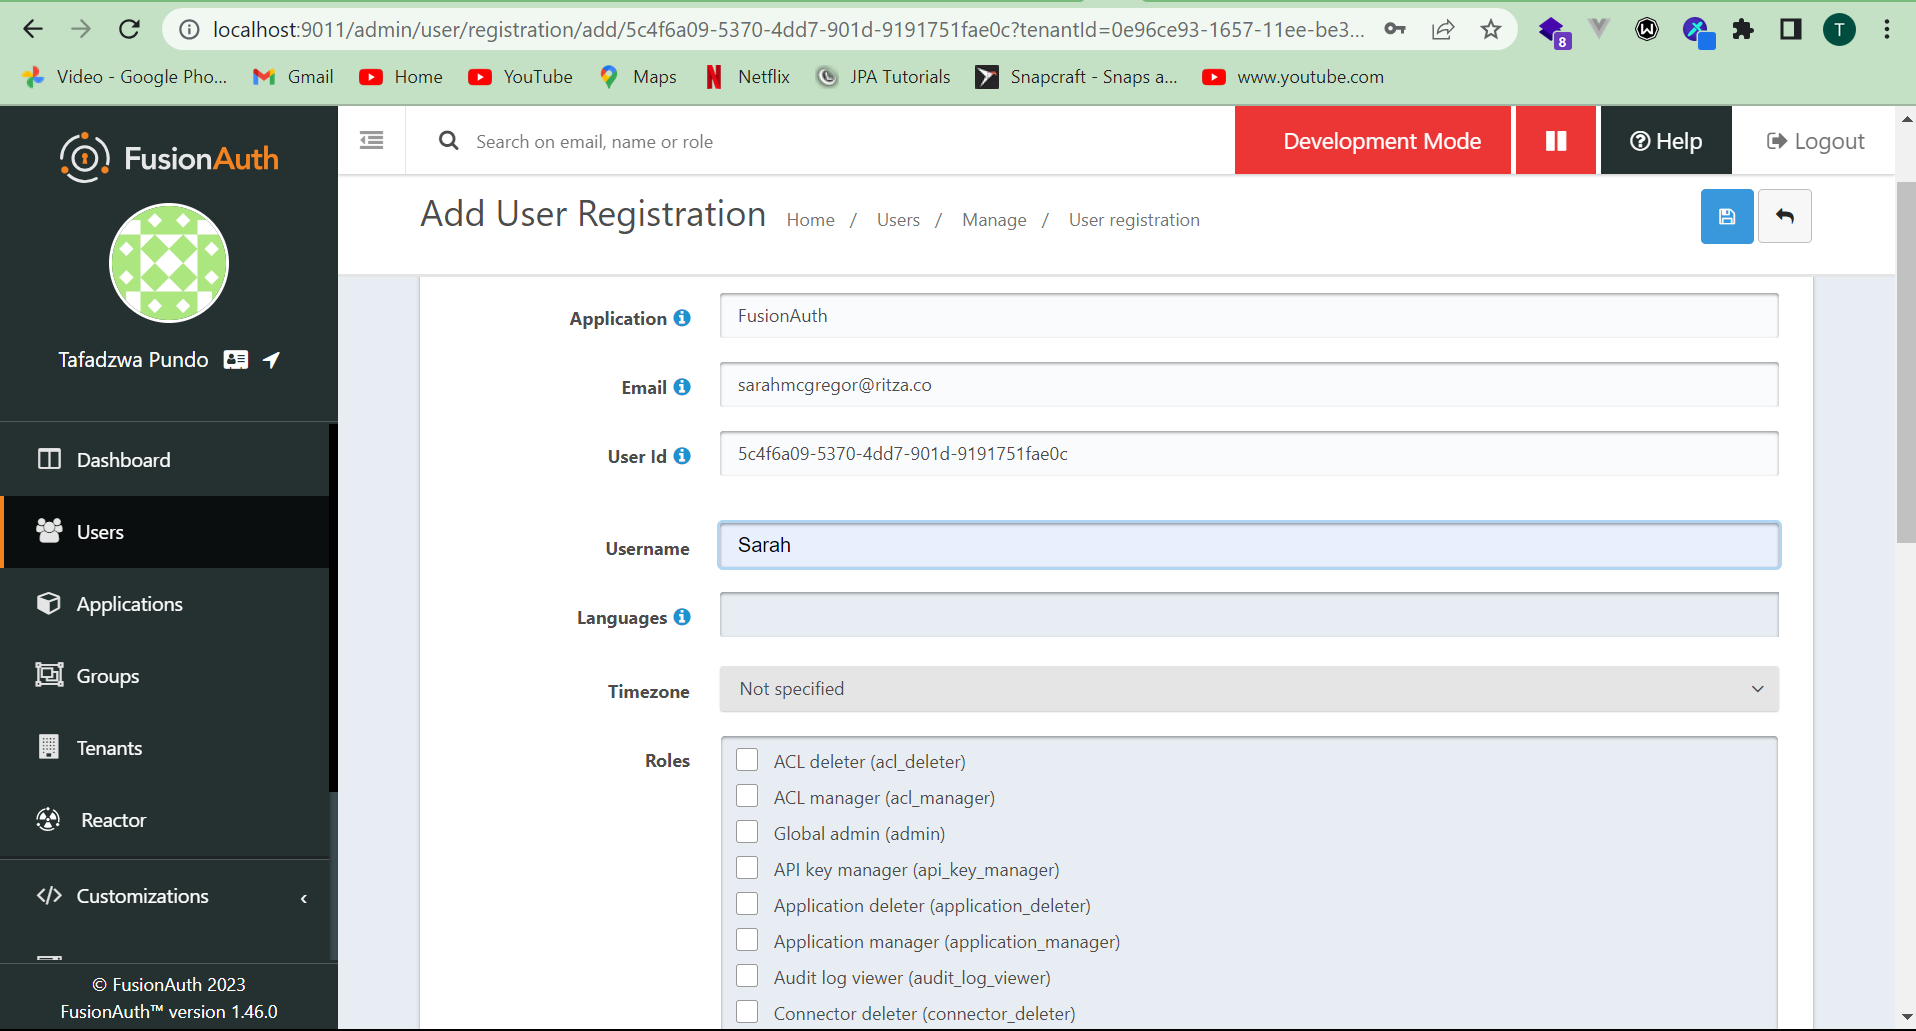 localhost:9011/admin/user/registration/add/5c4f6a09-5370-4dd7-901d-9191751fae0c?tenantId=0e96ce93-1657-11ee-be3...
8
T
Video - Google Pho...
Gmail
Home
YouTube
Maps
Netflix
JPA Tutorials
Snapcraft - Snaps a...
www.youtube.com
FusionAuth
Search on email, name or role
Development Mode
Help
Logout
Add User Registration
Home / Users / Manage / User registration
Tafadzwa Pundo
Dashboard
Users
Applications
Groups
Tenants
Reactor
Customizations
© FusionAuth 2023
FusionAuth™ version 1.46.0
Application
FusionAuth
Email
sarahmcgregor@ritza.co
User Id
5c4f6a09-5370-4dd7-901d-9191751fae0c
Username
Sarah
Languages
Timezone
Not specified
Roles
ACL deleter (acl_deleter)
ACL manager (acl_manager)
Global admin (admin)
API key manager (api_key_manager)
Application deleter (application_deleter)
Application manager (application_manager)
Audit log viewer (audit_log_viewer)
Connector deleter (connector_deleter)